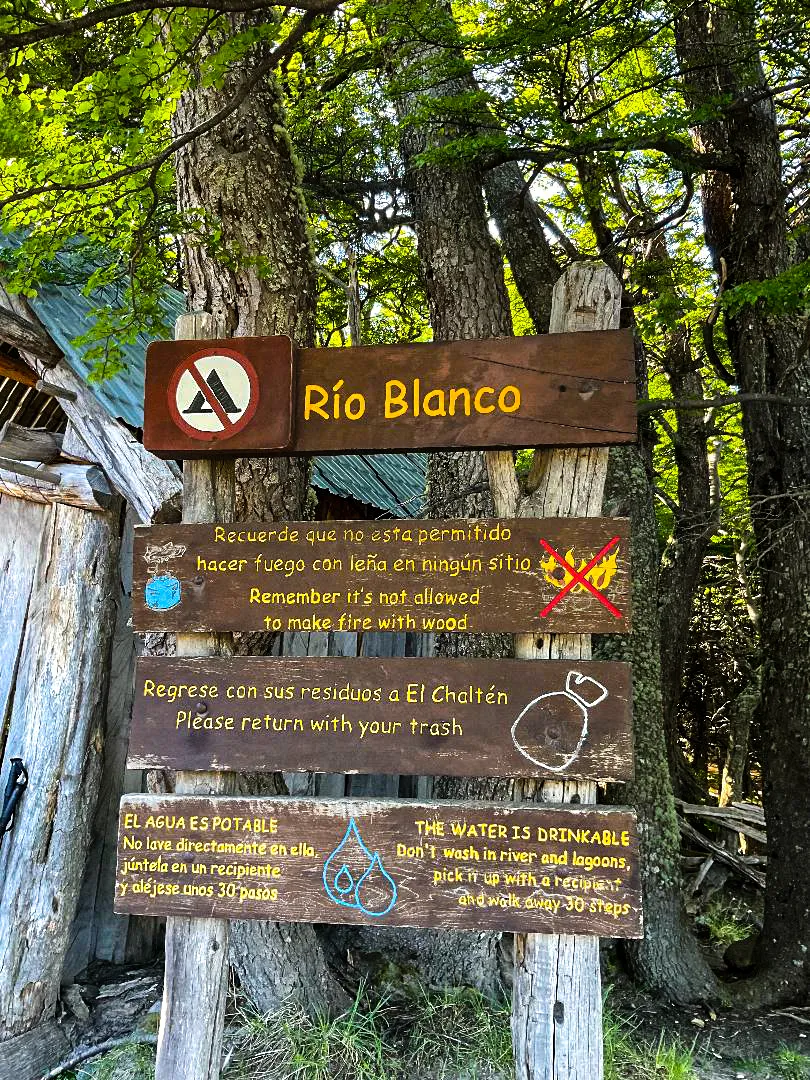 Río Blanco
Recuerde que no esta permitido
hacer fuego con leña en ningún sitio
Remember it's not allowed
to make fire with wood
Regrese con sus residuos a El Chaltén
Please return with your trash
EL AGUA ES POTABLE
No lave directamente en ella,
júntela en un recipiente
y aléjese unos 30 pasos
THE WATER IS DRINKABLE
Don't wash in river and lagoons,
pick it up with a recipient
and walk away 30 steps